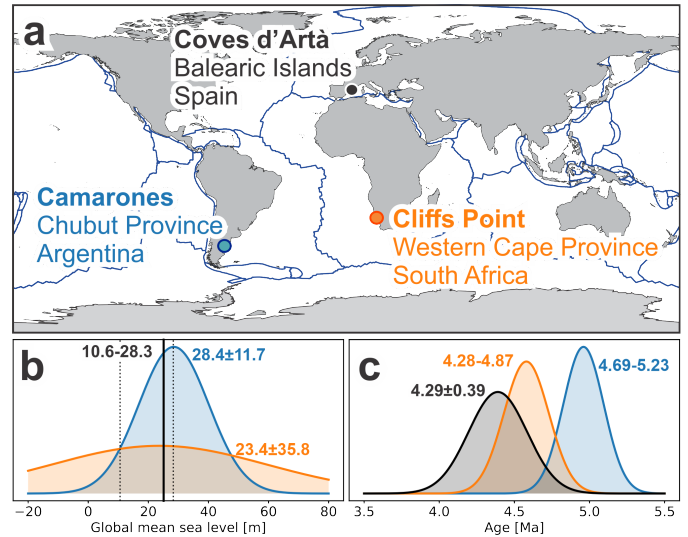 a
Coves d’Artà
Balearic Islands
Spain
Camarones
Chubut Province
Argentina
Cliffs Point
Western Cape Province
South Africa
b
10.6-28.3
28.4±11.7
23.4±35.8
−20 0 20 40 60 80
Global mean sea level [m]
c
4.28-4.87
4.69-5.23
4.29±0.39
3.5 4.0 4.5 5.0 5.5
Age [Ma]